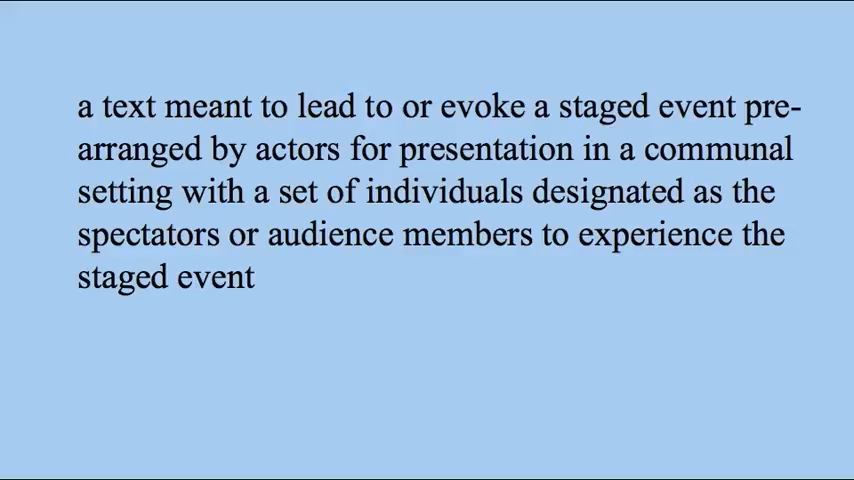 a text meant to lead to or evoke a staged event pre-
arranged by actors for presentation in a communal
setting with a set of individuals designated as the
spectators or audience members to experience the
staged event